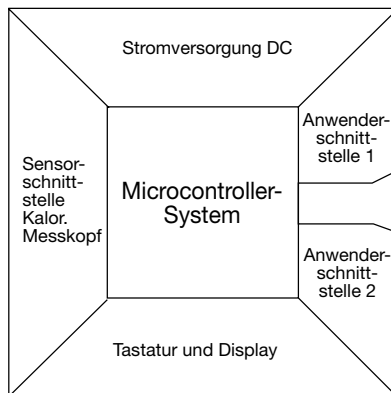 Stromversorgung DC
Anwender-
schnitt-
stelle 1
Sensor-
schnitt-
stelle
Kalor.
Messkopf
Microcontroller-
System
Anwender-
schnitt-
stelle 2
Tastatur und Display